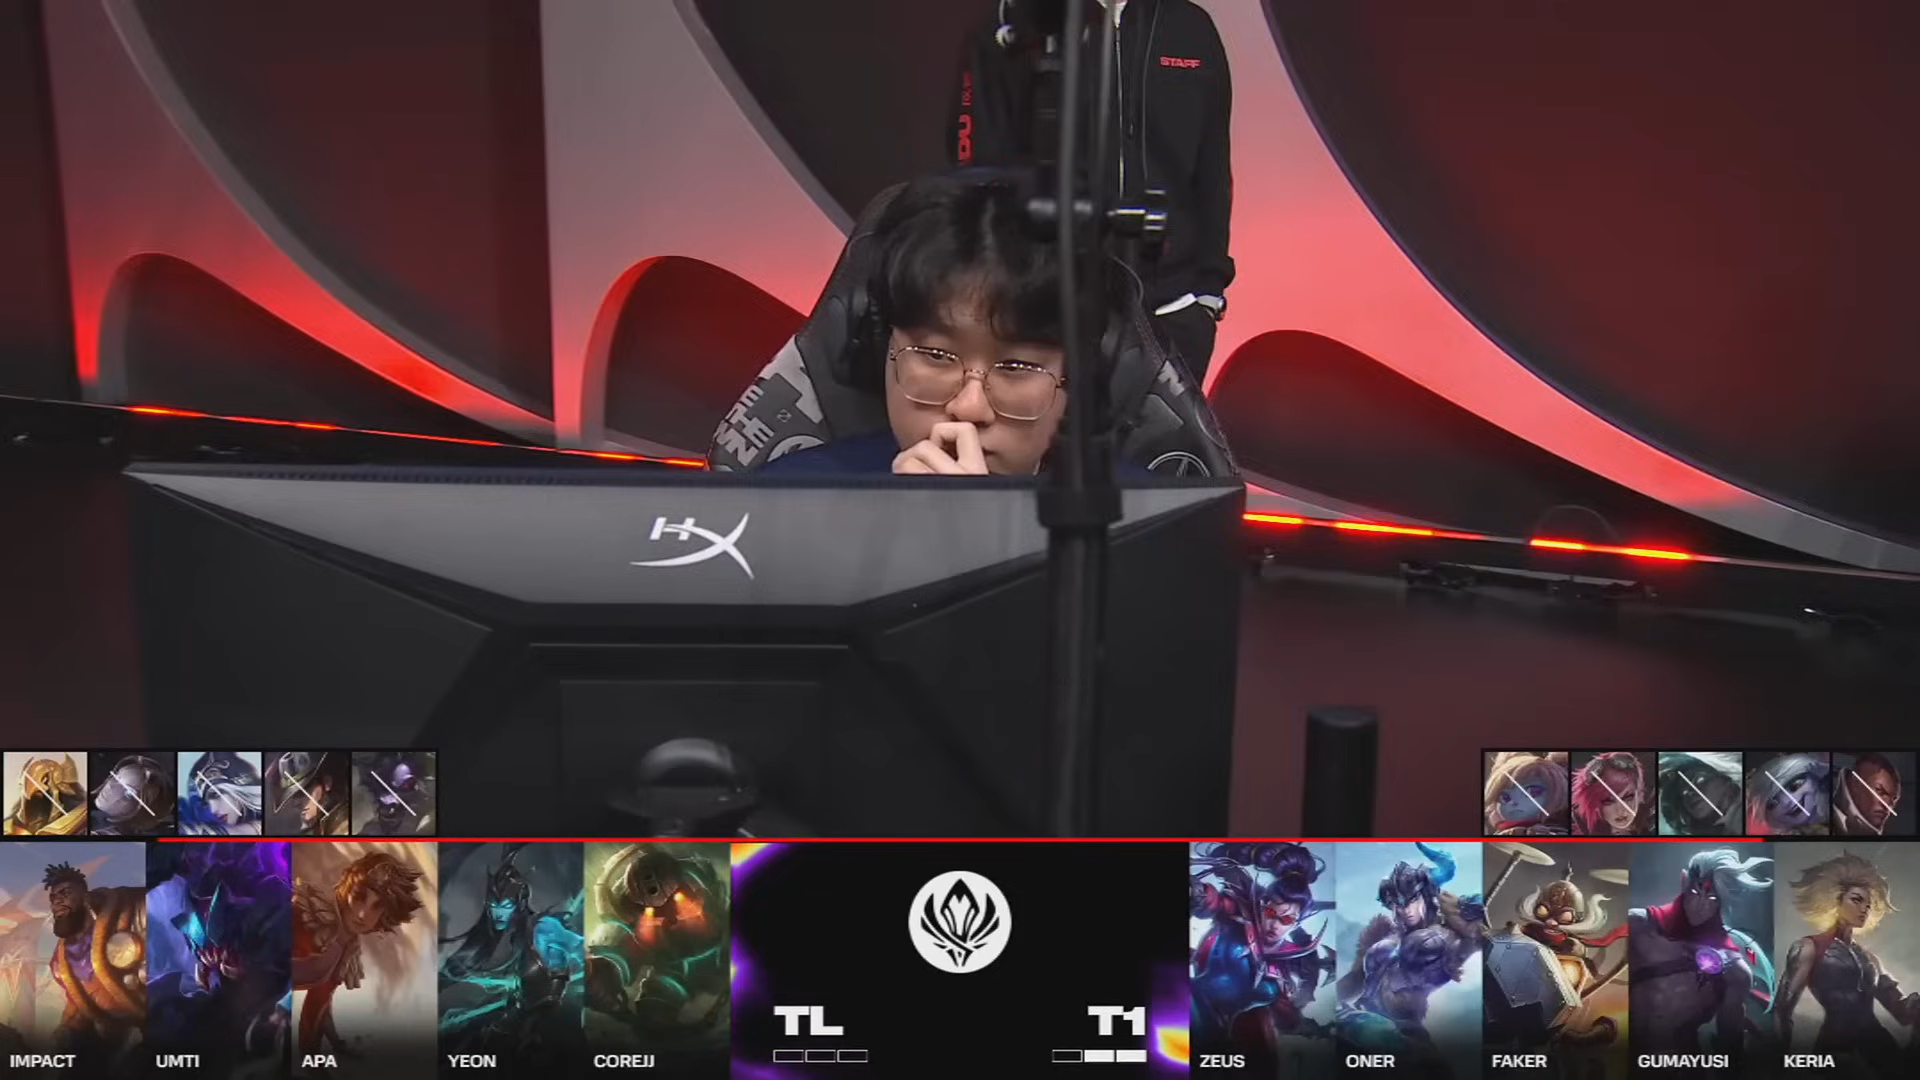 STAFF
HX
TL
T1
IMPACT
UMTI
APA
YEON
COREJJ
ZEUS
ONER
FAKER
GUMAYUSI
KERIA